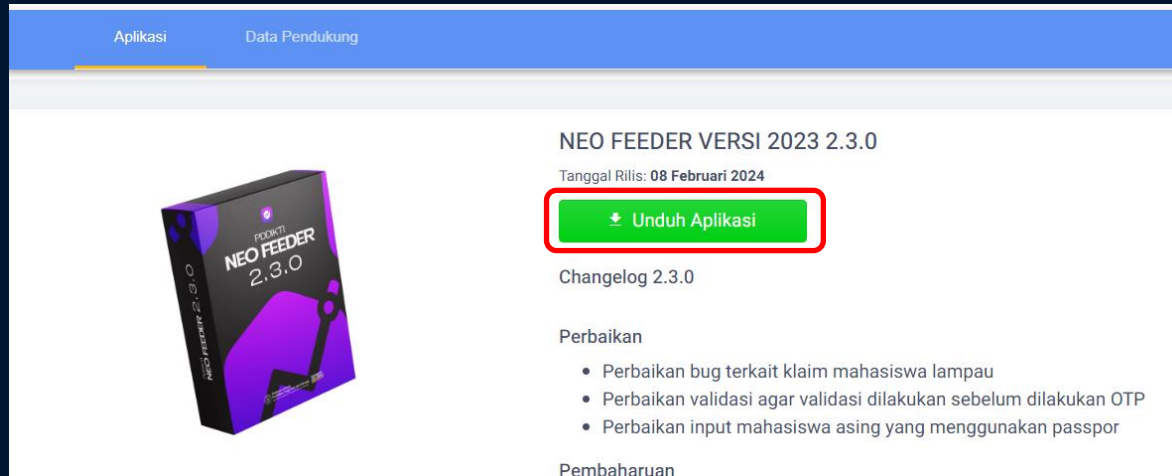 Aplikasi Data Pendukung
NEO FEEDER VERSI 2023 2.3.0
Tanggal Rilis: 08 Februari 2024
Unduh Aplikasi
PDDIKTI
NEO FEEDER
2.3.0
NEO FEEDER 2.3.0
Changelog 2.3.0
Perbaikan
Perbaikan bug terkait klaim mahasiswa lampau
Perbaikan validasi agar validasi dilakukan sebelum dilakukan OTP
Perbaikan input mahasiswa asing yang menggunakan passpor
Pembaharuan